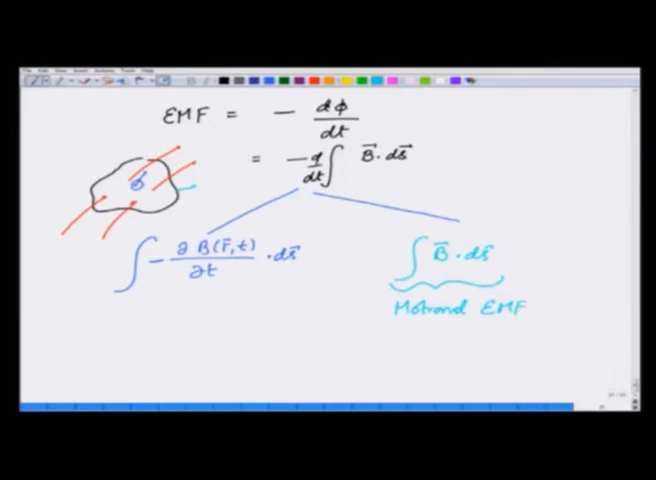 EMF = − dϕ/dt
= −d/dt ∫ B⃗ · ds⃗
ϕ
∫ − ∂B(r⃗,t)/∂t · ds⃗
∫ B⃗ · ds⃗
Motional EMF